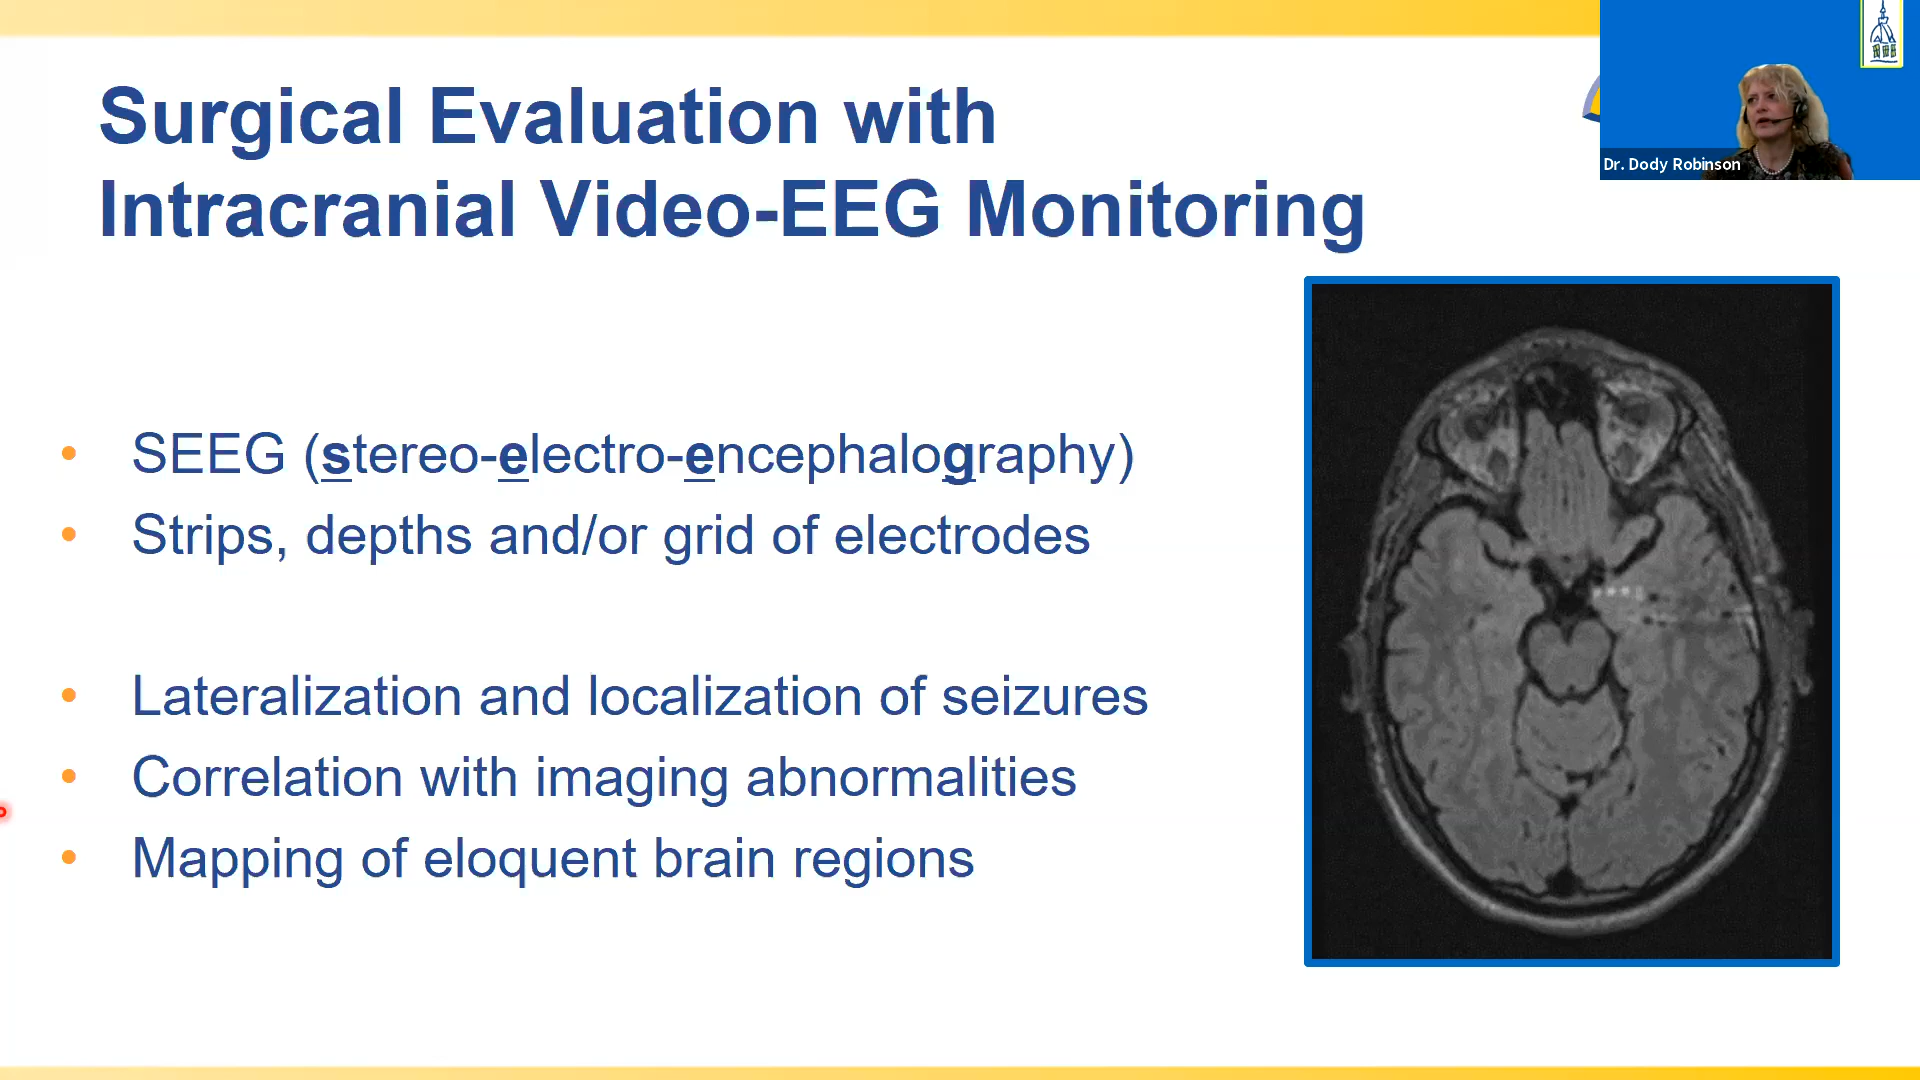 Surgical Evaluation with
Intracranial Video-EEG Monitoring
Dr. Dody Robinson
• SEEG (stereo-electro-encephalography)
• Strips, depths and/or grid of electrodes
• Lateralization and localization of seizures
• Correlation with imaging abnormalities
• Mapping of eloquent brain regions